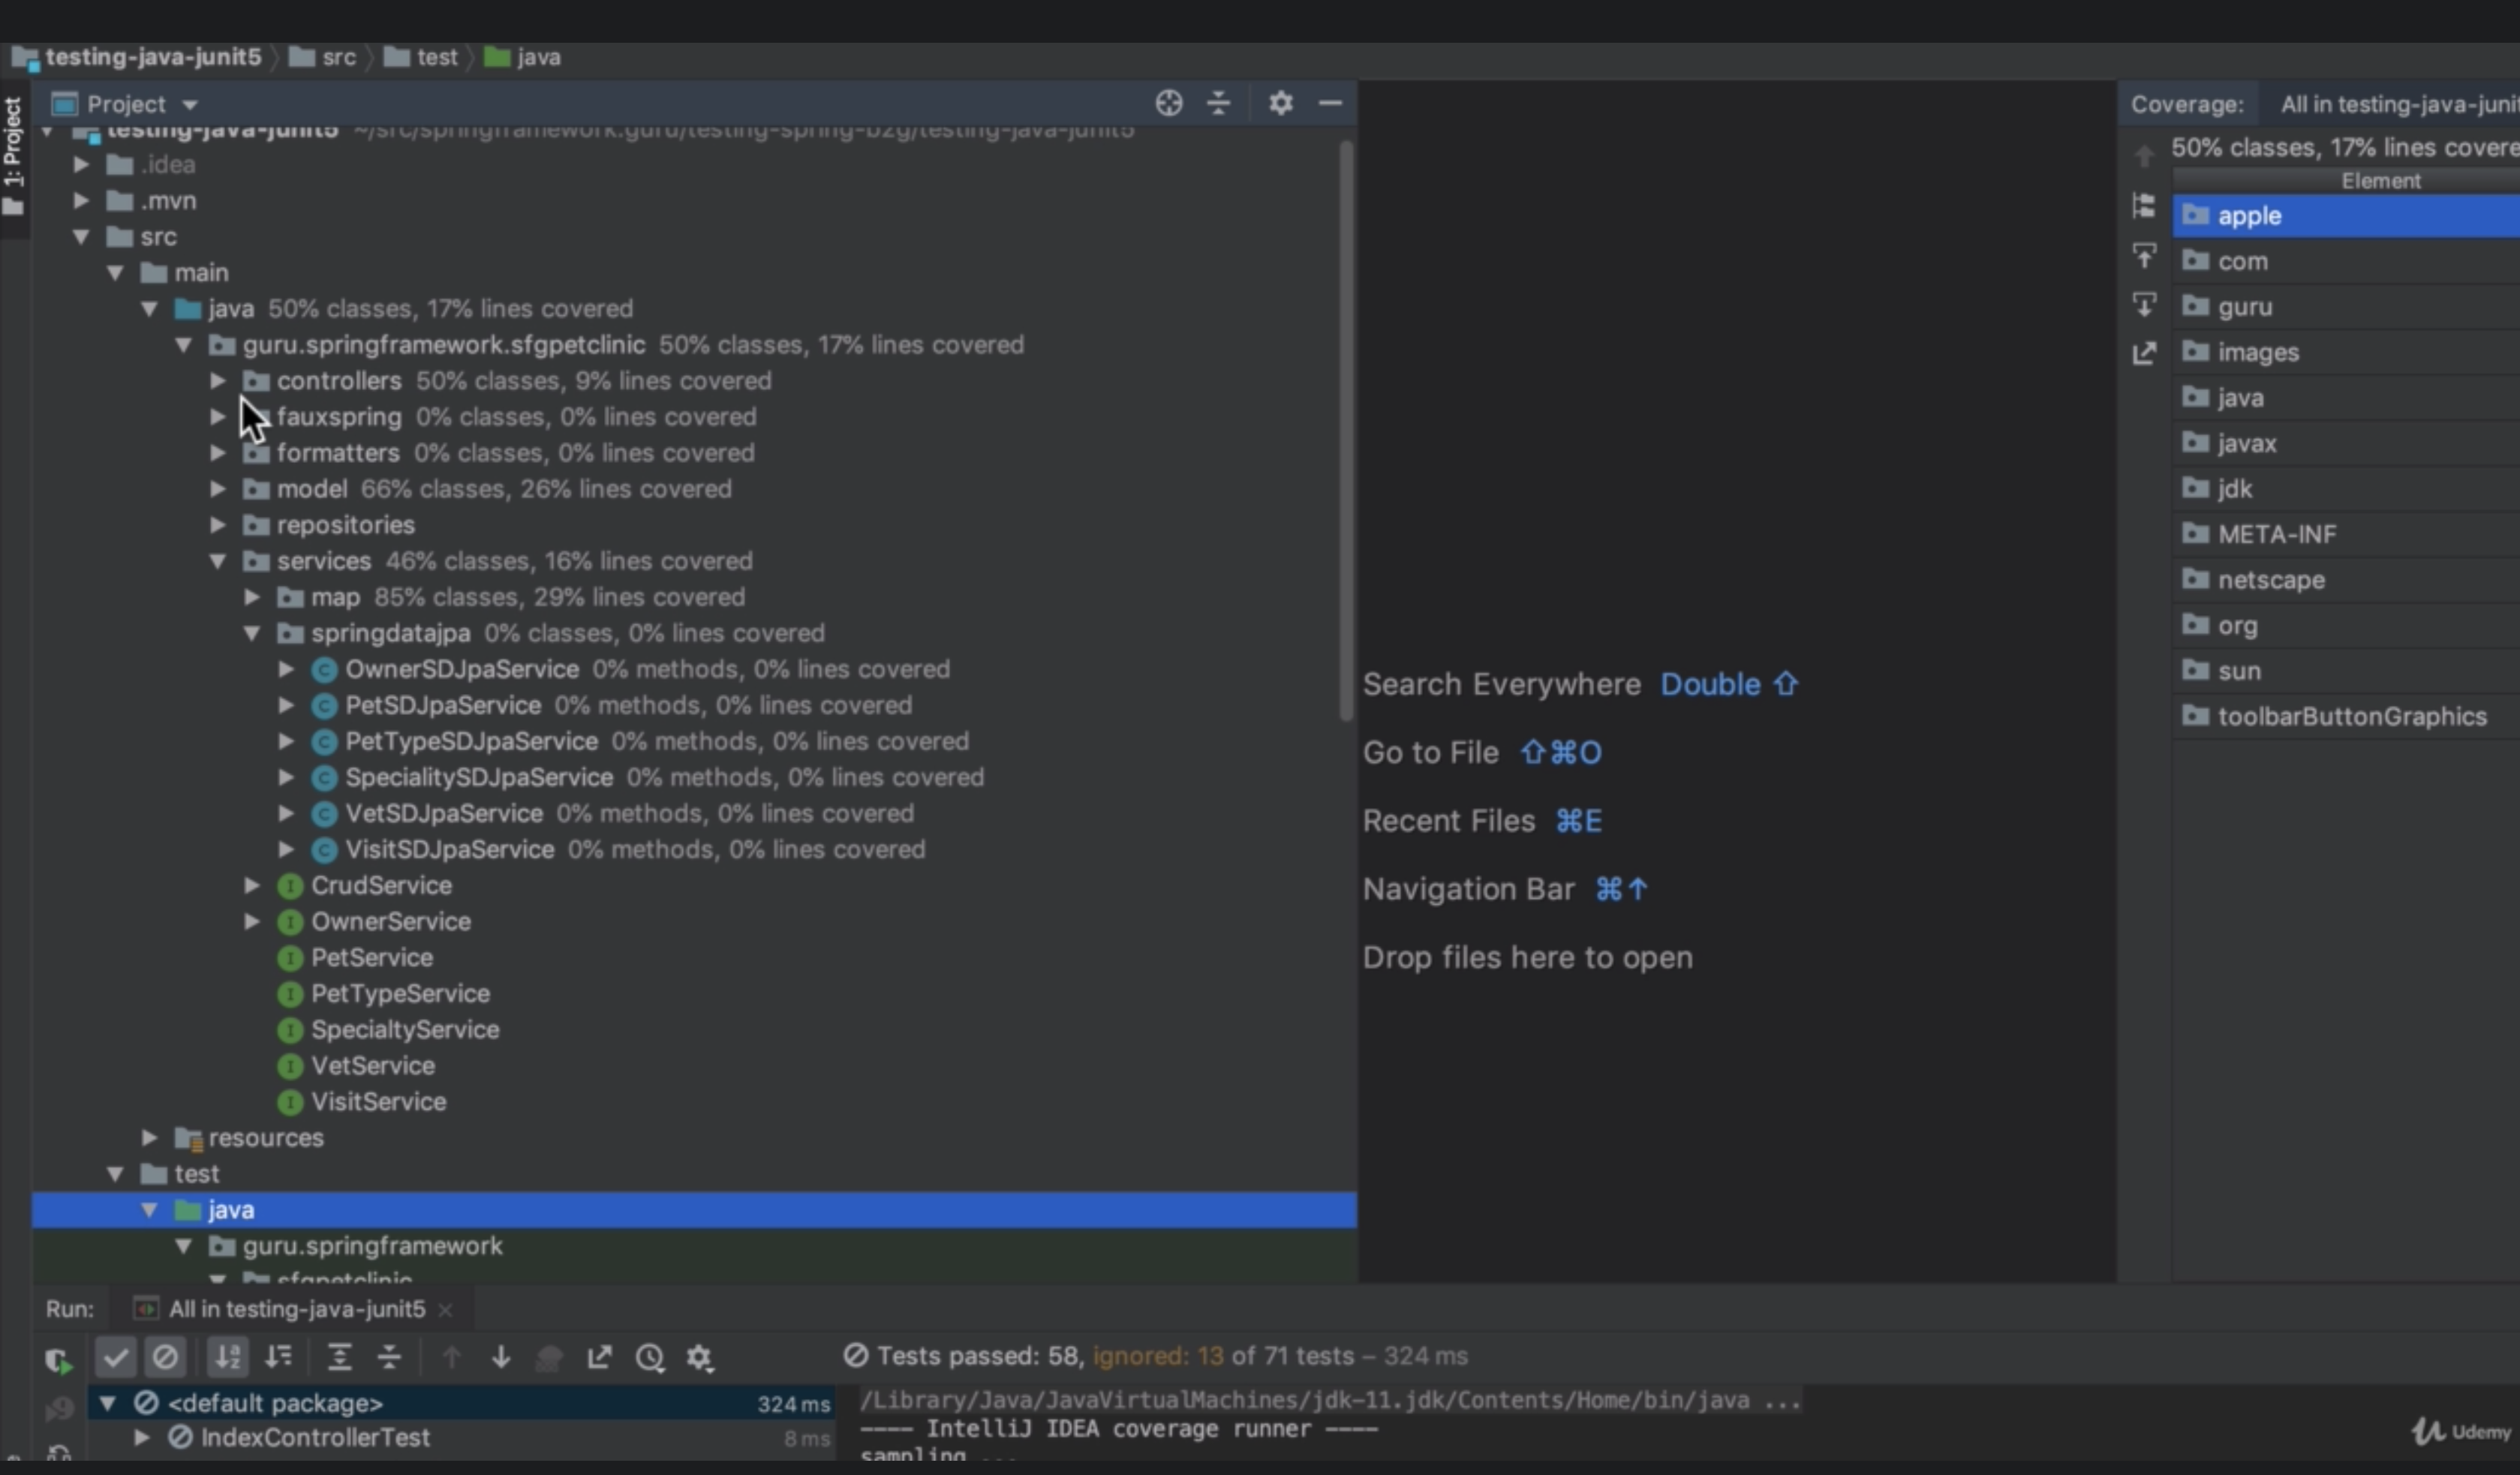 testing-java-junit5 src test java
1: Project
Project
testing-java-junit5 ~/src/springframework.guru/testing-spring-b2g/testing-java-junit5
.idea
.mvn
src
main
java 50% classes, 17% lines covered
guru.springframework.sfgpetclinic 50% classes, 17% lines covered
controllers 50% classes, 9% lines covered
fauxspring 0% classes, 0% lines covered
formatters 0% classes, 0% lines covered
model 66% classes, 26% lines covered
repositories
services 46% classes, 16% lines covered
map 85% classes, 29% lines covered
springdatajpa 0% classes, 0% lines covered
OwnerSDJpaService 0% methods, 0% lines covered
PetSDJpaService 0% methods, 0% lines covered
PetTypeSDJpaService 0% methods, 0% lines covered
SpecialitySDJpaService 0% methods, 0% lines covered
VetSDJpaService 0% methods, 0% lines covered
VisitSDJpaService 0% methods, 0% lines covered
CrudService
OwnerService
PetService
PetTypeService
SpecialtyService
VetService
VisitService
resources
test
java
guru.springframework
sfgpetclinic
Search Everywhere Double ⇧
Go to File ⇧⌘O
Recent Files ⌘E
Navigation Bar ⌘↑
Drop files here to open
Coverage: All in testing-java-juni
50% classes, 17% lines covere
Element
apple
com
guru
images
java
javax
jdk
META-INF
netscape
org
sun
toolbarButtonGraphics
Run: All in testing-java-junit5
Tests passed: 58, ignored: 13 of 71 tests – 324 ms
<default package> 324 ms
IndexControllerTest 8 ms
/Library/Java/JavaVirtualMachines/jdk-11.jdk/Contents/Home/bin/java ...
---- IntelliJ IDEA coverage runner ----
sampling ...
Udemy